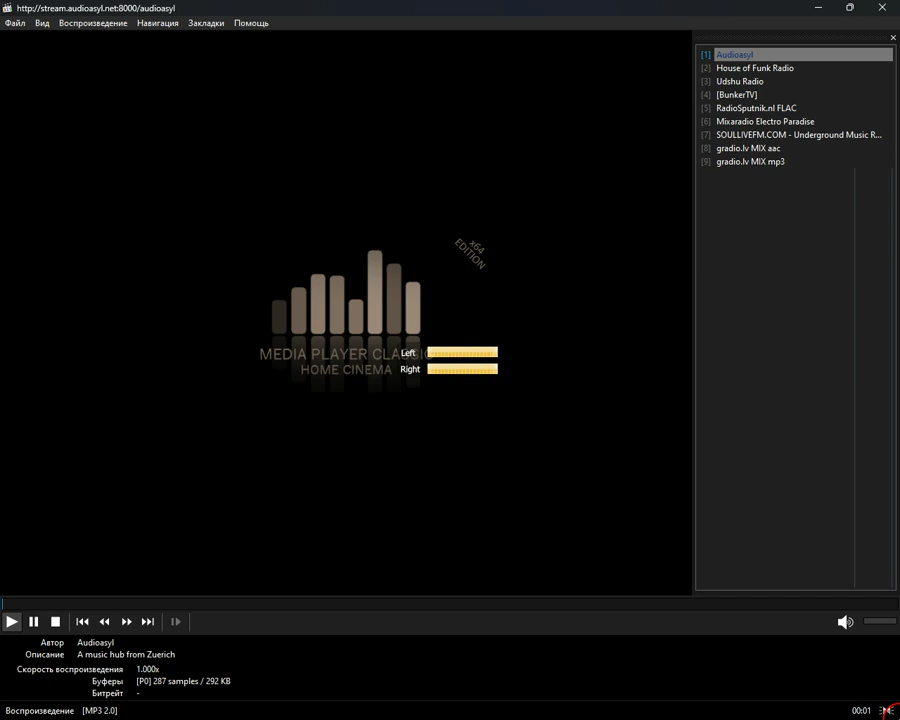 http://stream.audioasyl.net:8000/audioasyl
Файл Вид Воспроизведение Навигация Закладки Помощь
[1] Audioasyl
[2] House of Funk Radio
[3] Udshu Radio
[4] [BunkerTV]
[5] RadioSputnik.nl FLAC
[6] Mixaradio Electro Paradise
[7] SOULLIVEFM.COM - Underground Music R...
[8] gradio.lv MIX aac
[9] gradio.lv MIX mp3
x64
EDITION
MEDIA PLAYER CLASSIC
HOME CINEMA
Left
Right
Автор Audioasyl
Описание A music hub from Zuerich
Скорость воспроизведения 1.000x
Буферы [P0] 287 samples / 292 KB
Битрейт -
Воспроизведение [MP3 2.0] 00:01